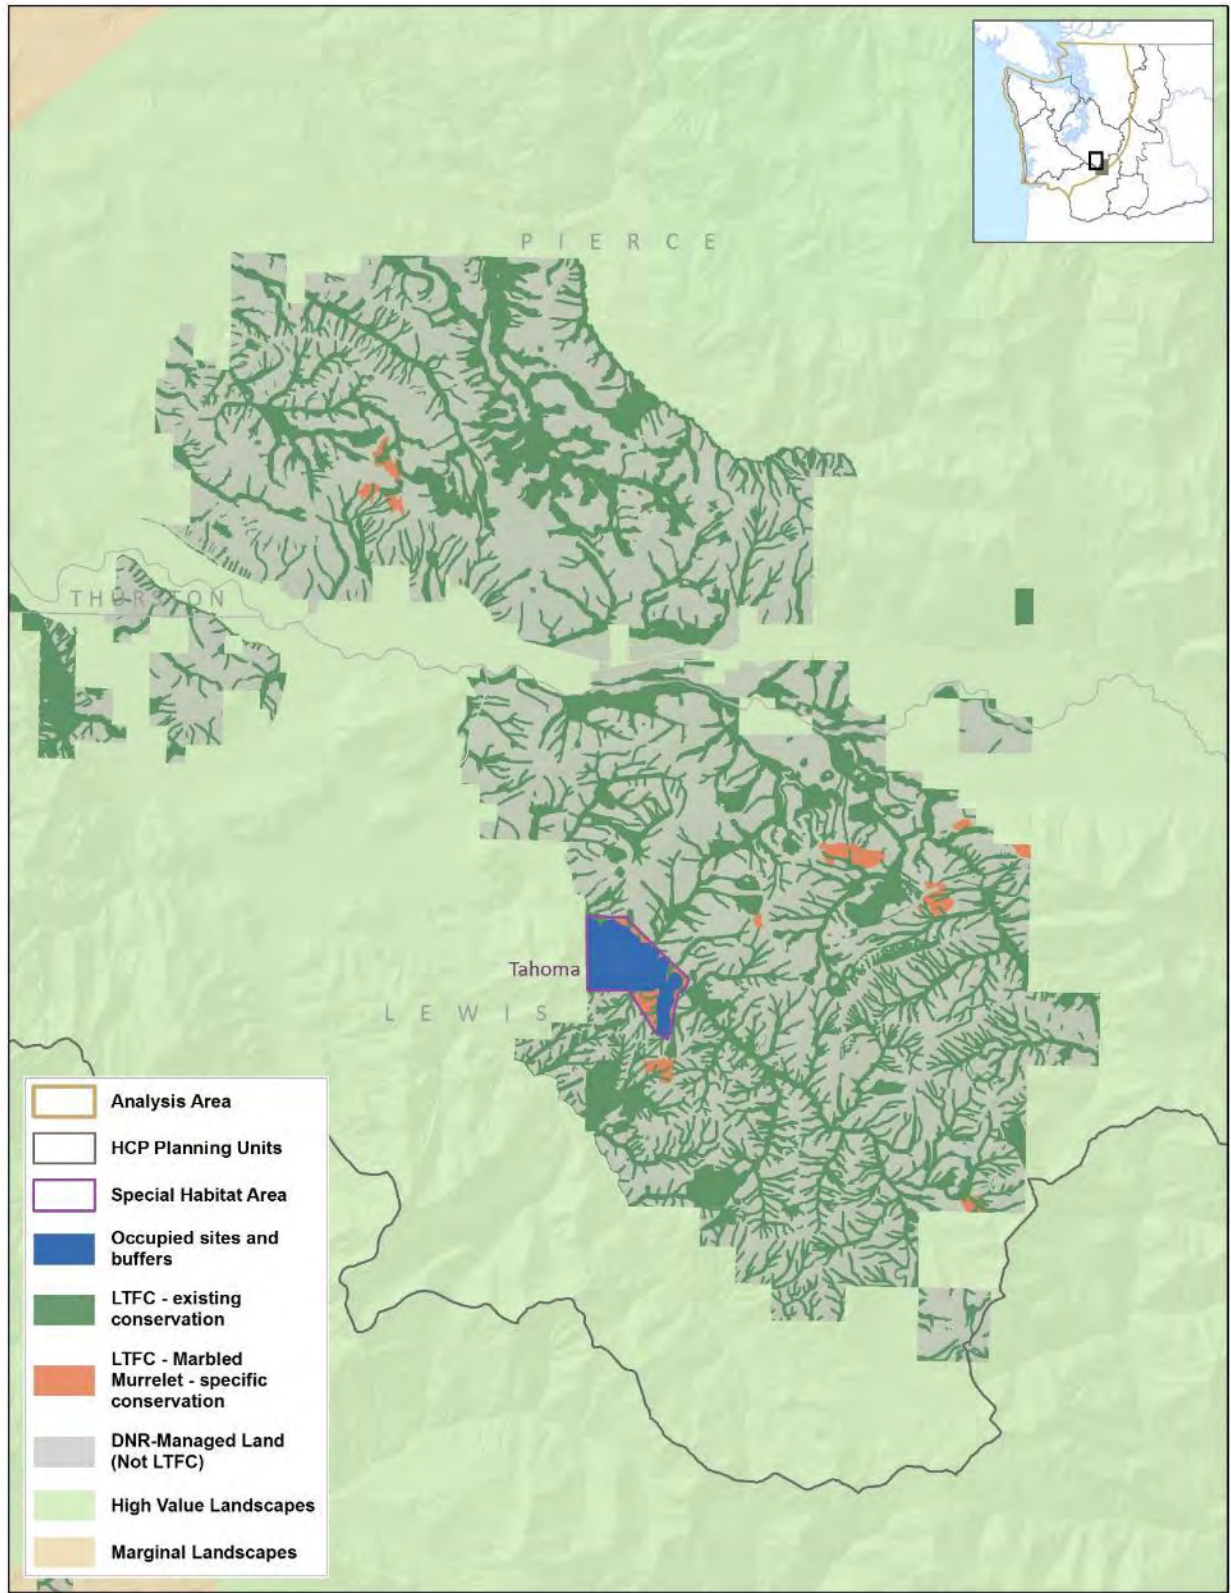 P I E R C E
THURSTON
Tahoma
L E W I S
Analysis Area
HCP Planning Units
Special Habitat Area
Occupied sites and
buffers
LTFC - existing
conservation
LTFC - Marbled
Murrelet - specific
conservation
DNR-Managed Land
(Not LTFC)
High Value Landscapes
Marginal Landscapes